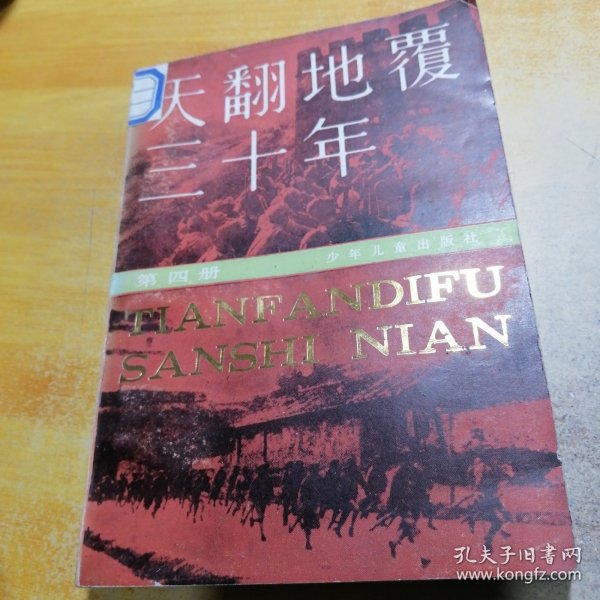 天翻地覆
三十年
第四册 少年儿童出版社
TIANFANDIFU
SANSHI NIAN
孔夫子旧书网
www.kongfz.com